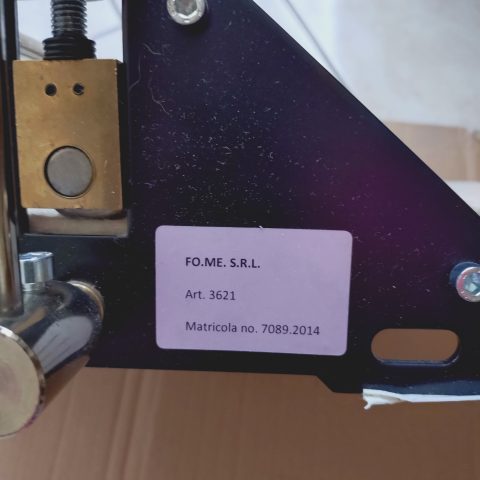 FO.ME. S.R.L.
Art. 3621
Matricola no. 7089.2014